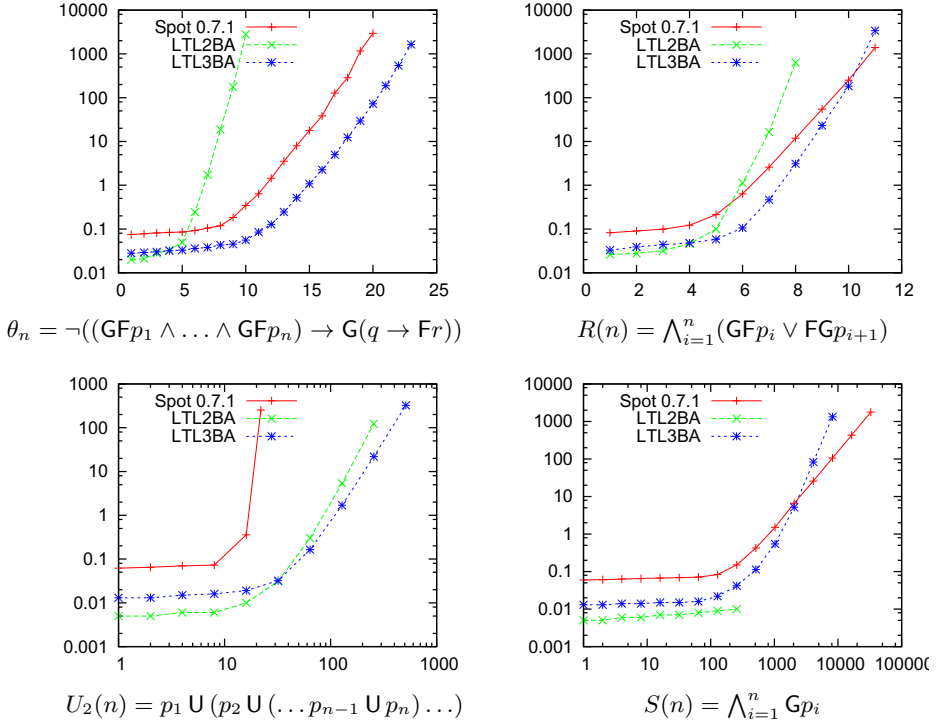 Spot 0.7.1
LTL2BA
LTL3BA
1000
100
10
1
0.1
0.01
0 5 10 15 20 25
θn = ¬((GFp1 ∧ … ∧ GFpn) → G(q → Fr))
Spot 0.7.1
LTL2BA
LTL3BA
1000
100
10
1
0.1
0.01
0 2 4 6 8 10 12
R(n) = ⋀_{i=1}^{n}(GFpi ∨ FGpi+1)
Spot 0.7.1
LTL2BA
LTL3BA
1000
100
10
1
0.1
0.01
0.001
1 10 100 1000
U2(n) = p1 U (p2 U (… pn−1 U pn) …)
Spot 0.7.1
LTL2BA
LTL3BA
10000
1000
100
10
1
0.1
0.01
0.001
1 10 100 1000 10000 100000
S(n) = ⋀_{i=1}^{n} Gpi